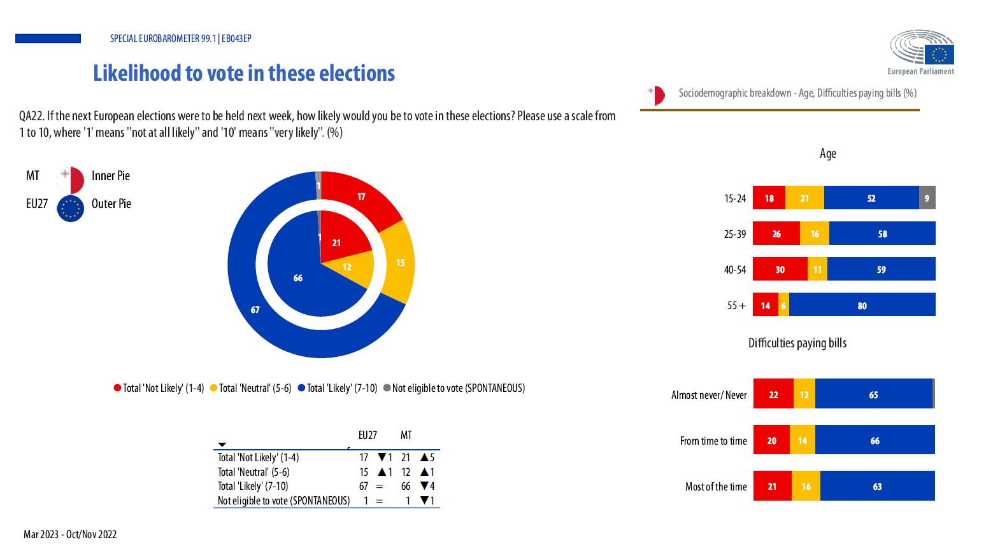 SPECIAL EUROBAROMETER 99.1 | EB043EP
Likelihood to vote in these elections
European Parliament
Sociodemographic breakdown - Age, Difficulties paying bills (%)
QA22. If the next European elections were to be held next week, how likely would you be to vote in these elections? Please use a scale from
1 to 10, where '1' means "not at all likely" and '10' means "very likely". (%)
MT Inner Pie
EU27 Outer Pie
1
17
15
67
1
21
12
66
Total 'Not Likely' (1-4) Total 'Neutral' (5-6) Total 'Likely' (7-10) Not eligible to vote (SPONTANEOUS)
EU27 MT
Total 'Not Likely' (1-4) 17 ▼1 21 ▲5
Total 'Neutral' (5-6) 15 ▲1 12 ▲1
Total 'Likely' (7-10) 67 = 66 ▼4
Not eligible to vote (SPONTANEOUS) 1 = 1 ▼1
Age
15-24 18 21 52 9
25-39 26 16 58
40-54 30 11 59
55 + 14 6 80
Difficulties paying bills
Almost never/ Never 22 12 65
From time to time 20 14 66
Most of the time 21 16 63
Mar 2023 - Oct/Nov 2022